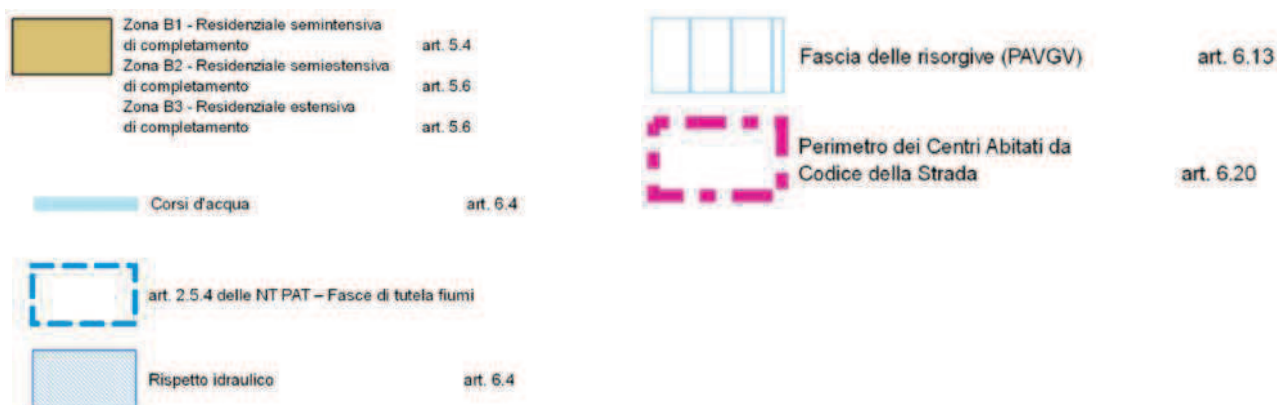 Zona B1 - Residenziale semintensiva
di completamento art. 5.4
Zona B2 - Residenziale semiestensiva
di completamento art. 5.6
Zona B3 - Residenziale estensiva
di completamento art. 5.6
Corsi d'acqua art. 6.4
art. 2.5.4 delle NT PAT – Fasce di tutela fiumi
Rispetto idraulico art. 6.4
Fascia delle risorgive (PAVGV) art. 6.13
Perimetro dei Centri Abitati da
Codice della Strada art. 6.20